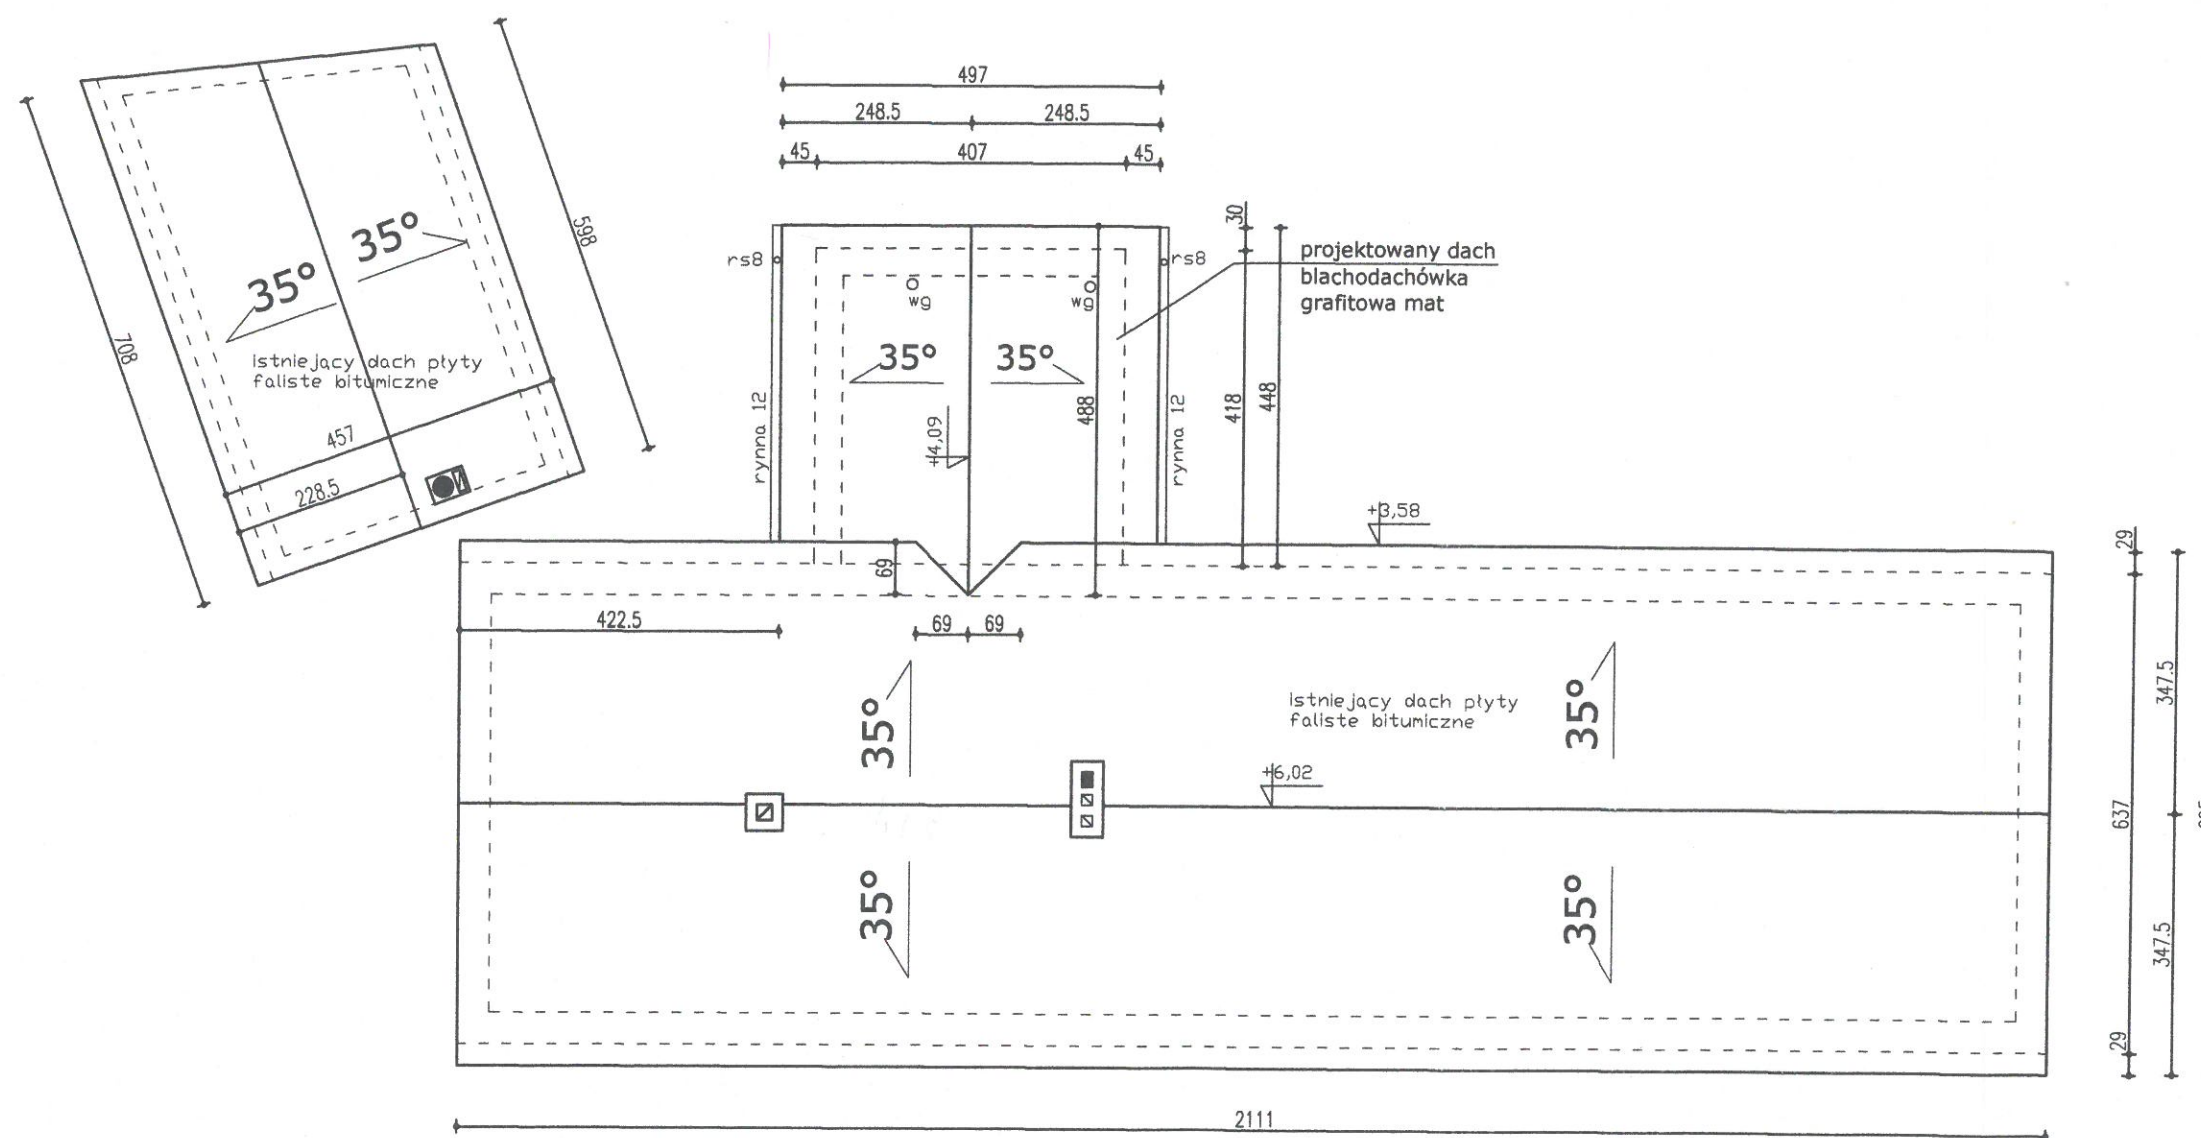 497
248.5
248.5
45
407
45
30
rs8
rs8
projektowany dach
blachodachówka
grafitowa mat
wg
wg
35°
35°
598
708
istniejący dach płyty
faliste bitumiczne
457
228.5
35°
35°
rynna 12
rynna 12
+4,09
488
418
448
+3,58
29
69
422.5
69
69
35°
35°
istniejący dach płyty
faliste bitumiczne
347.5
+6,02
637
35°
35°
347.5
29
2111